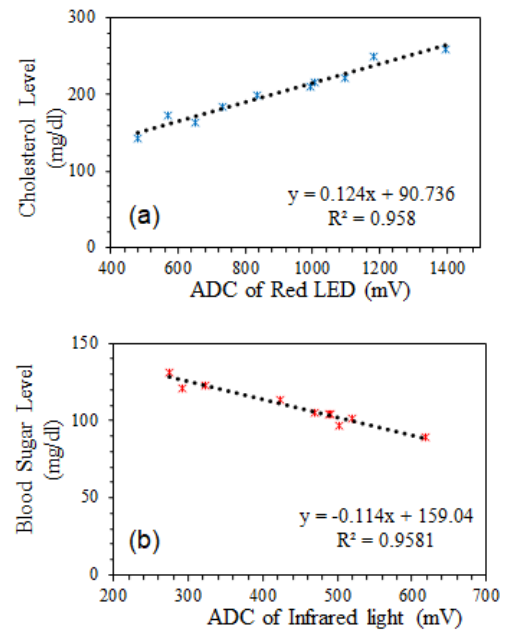 300
200
100
0
Cholesterol Level
(mg/dl)
(a)
y = 0.124x + 90.736
R² = 0.958
400 600 800 1000 1200 1400
ADC of Red LED (mV)
150
100
50
0
Blood Sugar Level
(mg/dl)
(b)
y = -0.114x + 159.04
R² = 0.9581
200 300 400 500 600 700
ADC of Infrared light (mV)